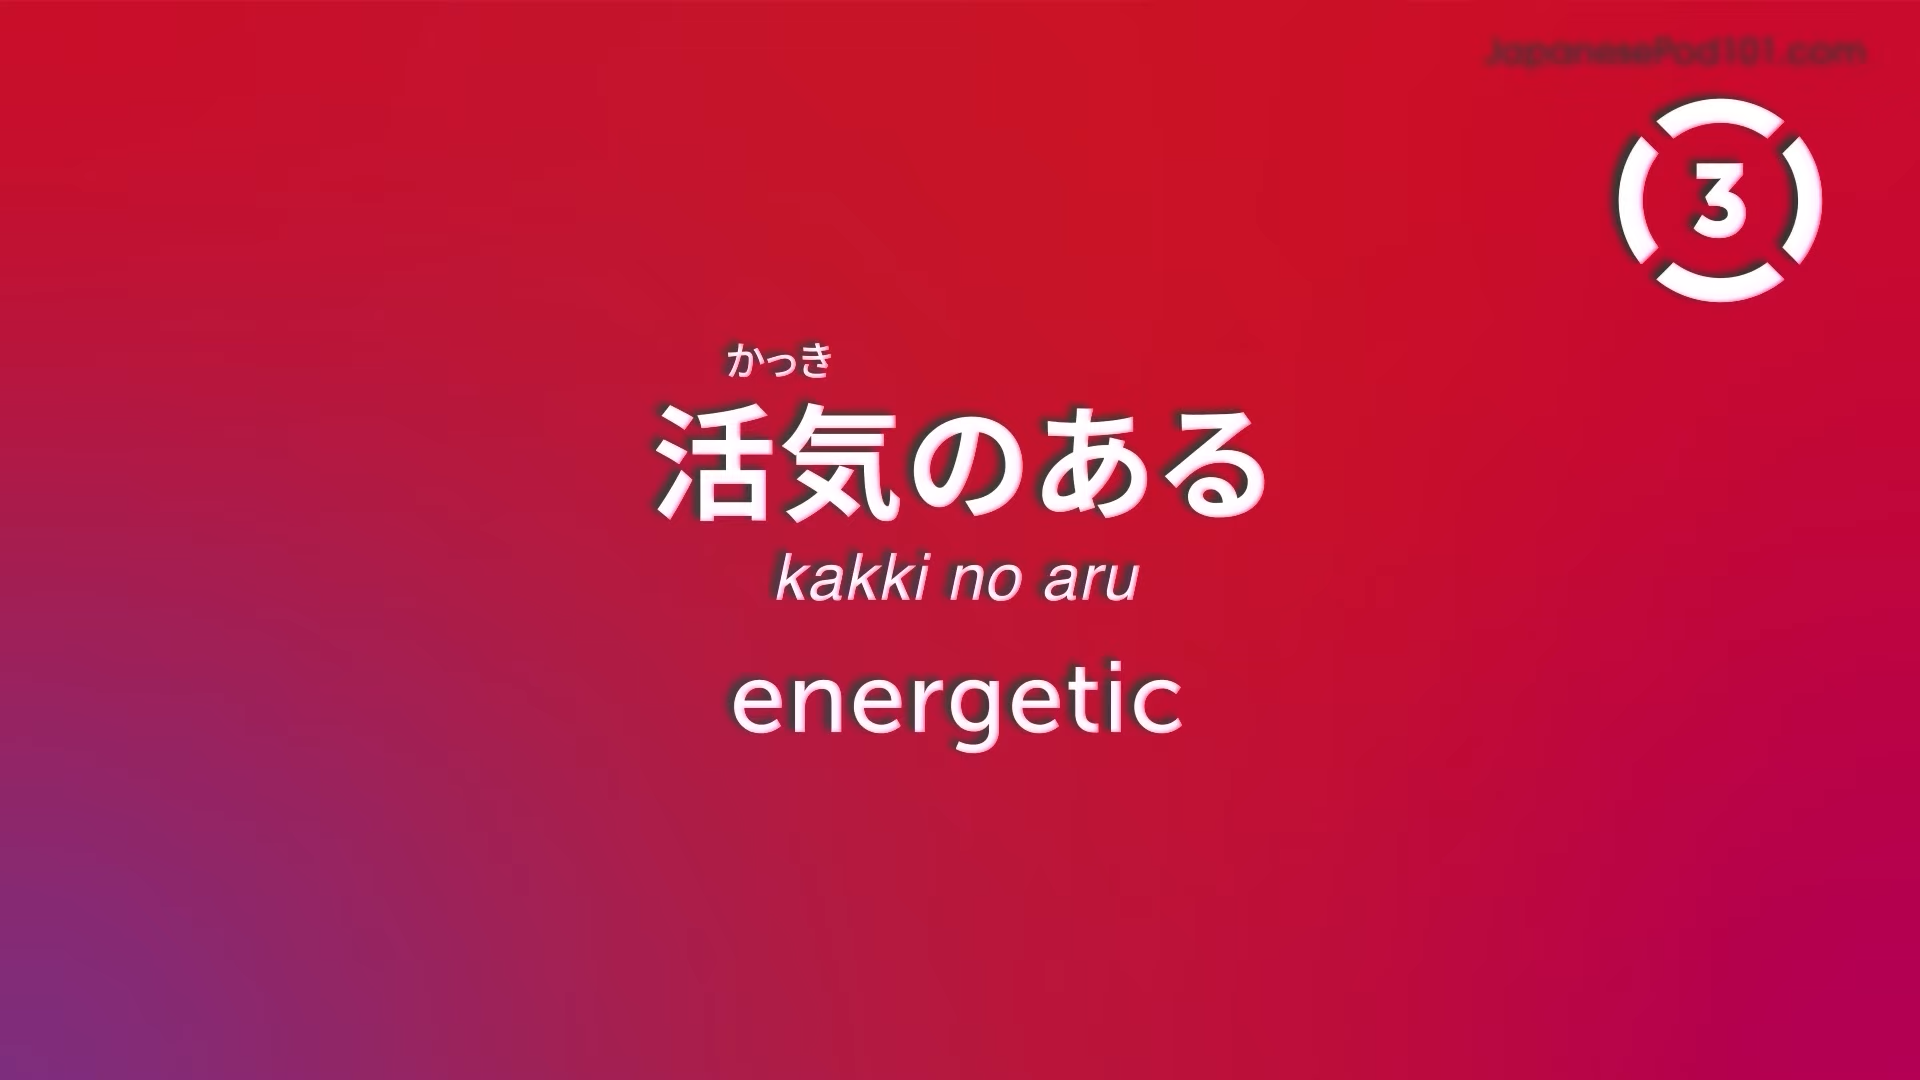 JapanesePod101.com
3
かっき
活気のある
kakki no aru
energetic